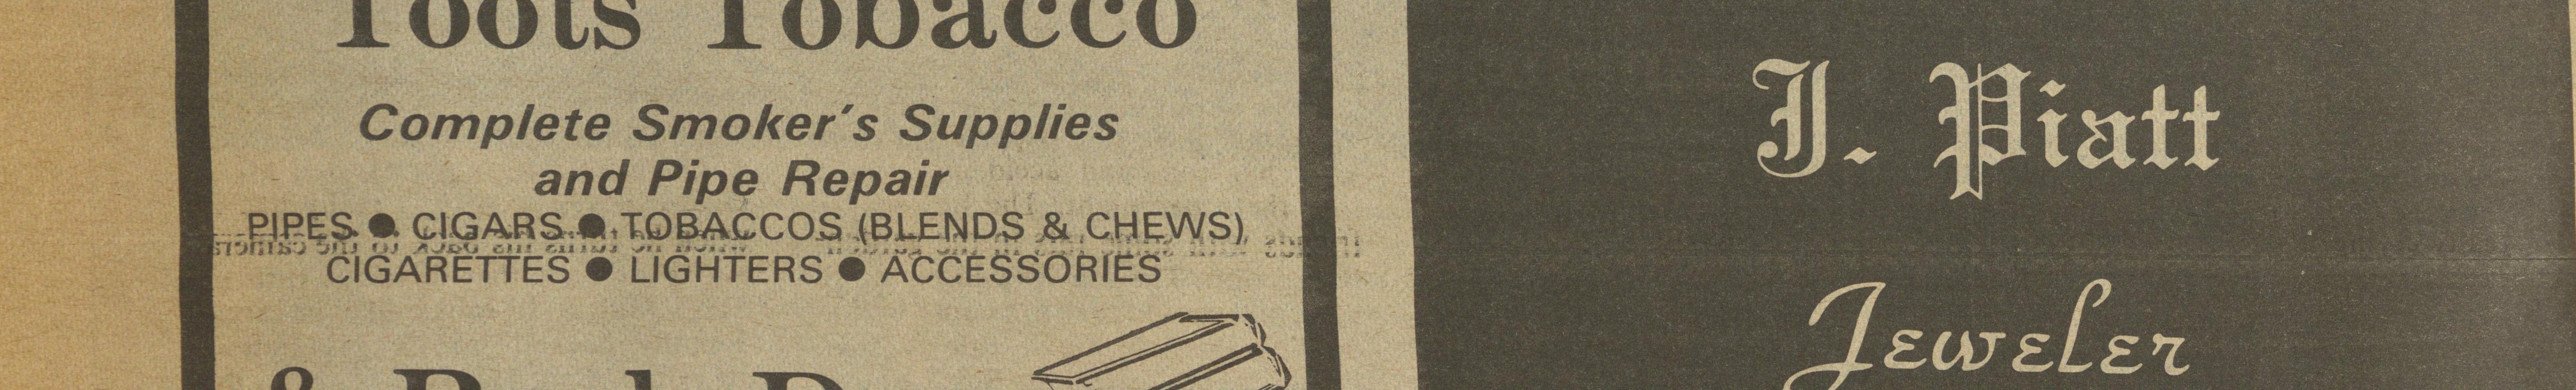 Toots Tobacco
Complete Smoker's Supplies
and Pipe Repair
PIPES ● CIGARS ● TOBACCOS (BLENDS & CHEWS)
CIGARETTES ● LIGHTERS ● ACCESSORIES
&
J. Piatt
Jeweler